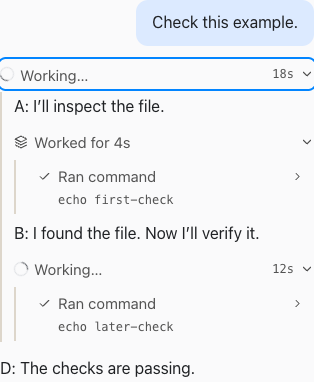 Check this example.
Working... 18s
A: I’ll inspect the file.
Worked for 4s
Ran command
echo first-check
B: I found the file. Now I’ll verify it.
Working... 12s
Ran command
echo later-check
D: The checks are passing.